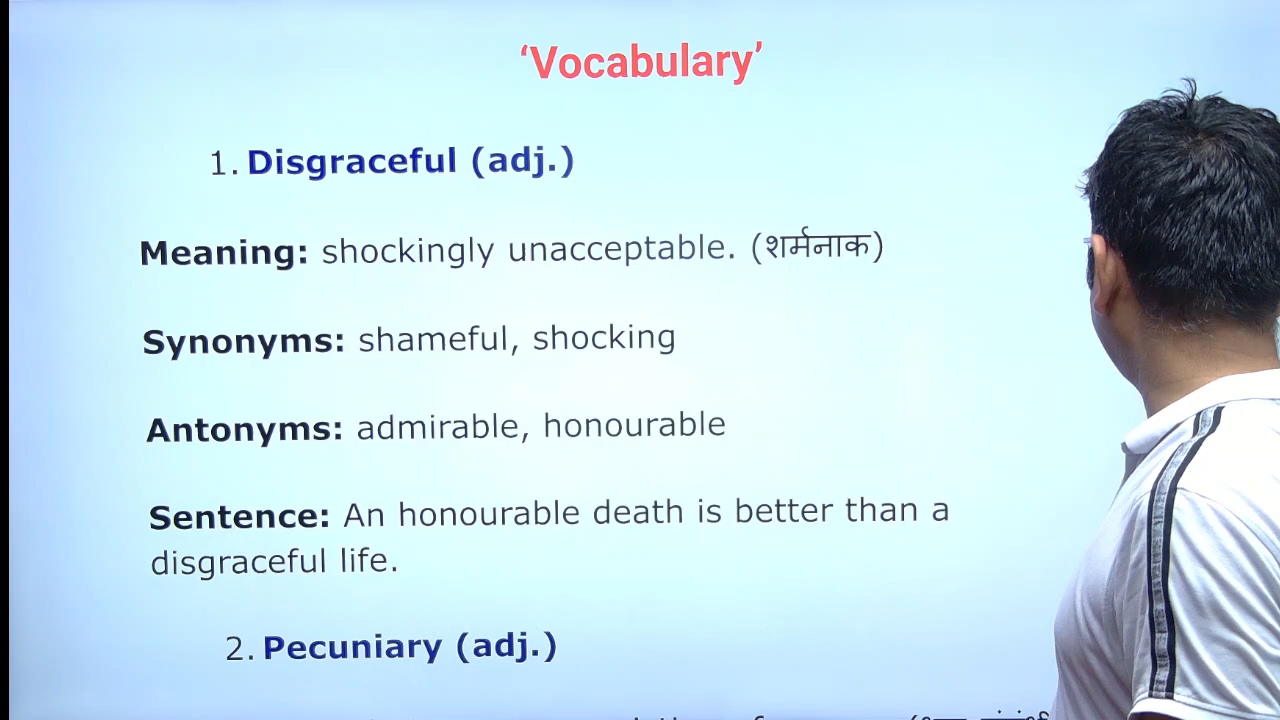 ‘Vocabulary’
1. Disgraceful (adj.)
Meaning: shockingly unacceptable. (शर्मनाक)
Synonyms: shameful, shocking
Antonyms: admirable, honourable
Sentence: An honourable death is better than a
disgraceful life.
2. Pecuniary (adj.)